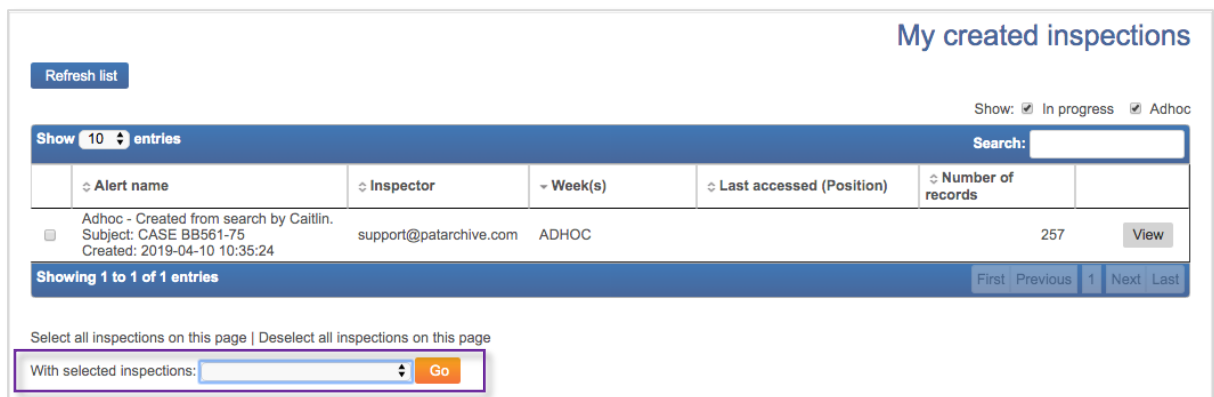 My created inspections
Refresh list
Show: In progress Adhoc
Show 10 entries Search:
Alert name Inspector Week(s) Last accessed (Position) Number of records
Adhoc - Created from search by Caitlin.
Subject: CASE BB561-75
Created: 2019-04-10 10:35:24
support@patarchive.com ADHOC 257 View
Showing 1 to 1 of 1 entries First Previous 1 Next Last
Select all inspections on this page | Deselect all inspections on this page
With selected inspections: Go